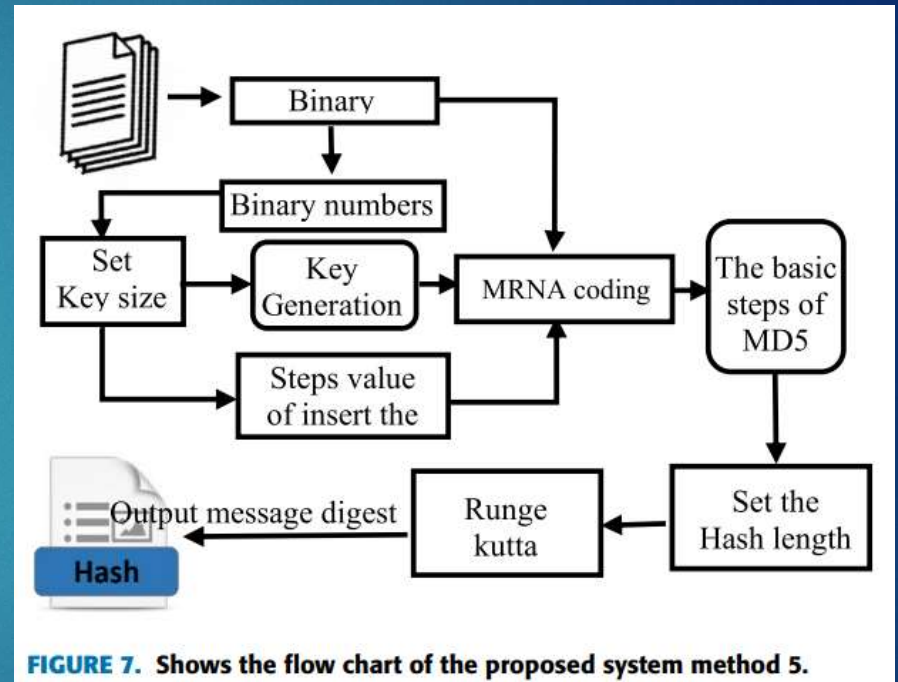 Binary
Binary numbers
Set
Key size
Key
Generation
MRNA coding
The basic
steps of
MD5
Steps value
of insert the
Set the
Hash length
Runge
kutta
Output message digest
Hash
FIGURE 7. Shows the flow chart of the proposed system method 5.